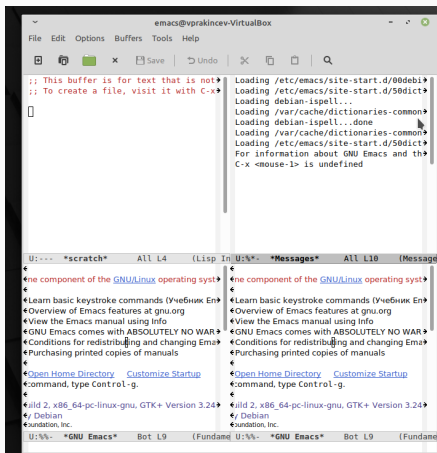 emacs@vprakincev-VirtualBox
File Edit Options Buffers Tools Help
Save Undo
;; This buffer is for text that is not
;; To create a file, visit it with C-x
U:--- *scratch* All L4 (Lisp In
Loading /etc/emacs/site-start.d/00debi
Loading debian-ispell...
Loading /var/cache/dictionaries-common
Loading debian-ispell...done
Loading /var/cache/dictionaries-common
Loading /etc/emacs/site-start.d/50dict
For information about GNU Emacs and th
C-x <mouse-1> is undefined
U:%*- *Messages* All L10 (Message
ne component of the GNU/Linux operating syst
Learn basic keystroke commands (Учебник En
Overview of Emacs features at gnu.org
View the Emacs manual using Info
GNU Emacs comes with ABSOLUTELY NO WAR
Conditions for redistributing and changing Ema
Purchasing printed copies of manuals
Open Home Directory Customize Startup
command, type Control-g.
uild 2, x86_64-pc-linux-gnu, GTK+ Version 3.24
y Debian
oundation, Inc.
U:%%- *GNU Emacs* Bot L9 (Fundame
ne component of the GNU/Linux operating syst
Learn basic keystroke commands (Учебник En
Overview of Emacs features at gnu.org
View the Emacs manual using Info
GNU Emacs comes with ABSOLUTELY NO WAR
Conditions for redistributing and changing Ema
Purchasing printed copies of manuals
Open Home Directory Customize Startup
command, type Control-g.
uild 2, x86_64-pc-linux-gnu, GTK+ Version 3.24
y Debian
oundation, Inc.
U:%%- *GNU Emacs* Bot L9 (Fundame